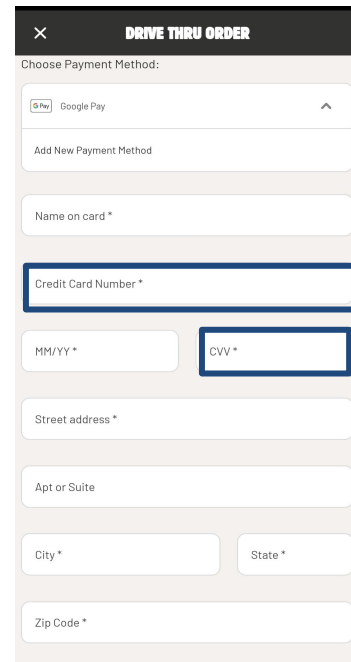 DRIVE THRU ORDER
Choose Payment Method:
G Pay Google Pay
Add New Payment Method
Name on card *
Credit Card Number *
MM/YY * CVV *
Street address *
Apt or Suite
City * State *
Zip Code *